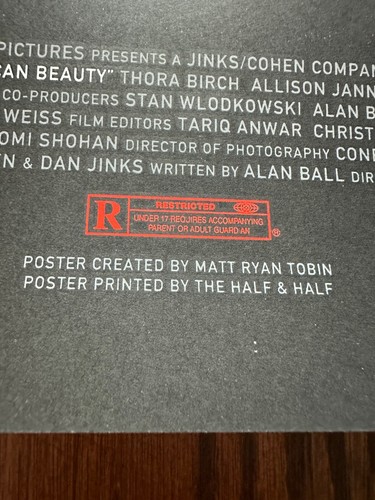 PICTURES PRESENTS A JINKS/COHEN COMPAN
CAN BEAUTY" THORA BIRCH ALLISON JANN
CO-PRODUCERS STAN WLODKOWSKI ALAN B
WEISS FILM EDITORS TARIQ ANWAR CHRIST
OMI SHOHAN DIRECTOR OF PHOTOGRAPHY CONR
EN & DAN JINKS WRITTEN BY ALAN BALL DIR
R RESTRICTED
UNDER 17 REQUIRES ACCOMPANYING
PARENT OR ADULT GUARDIAN ®
POSTER CREATED BY MATT RYAN TOBIN
POSTER PRINTED BY THE HALF & HALF